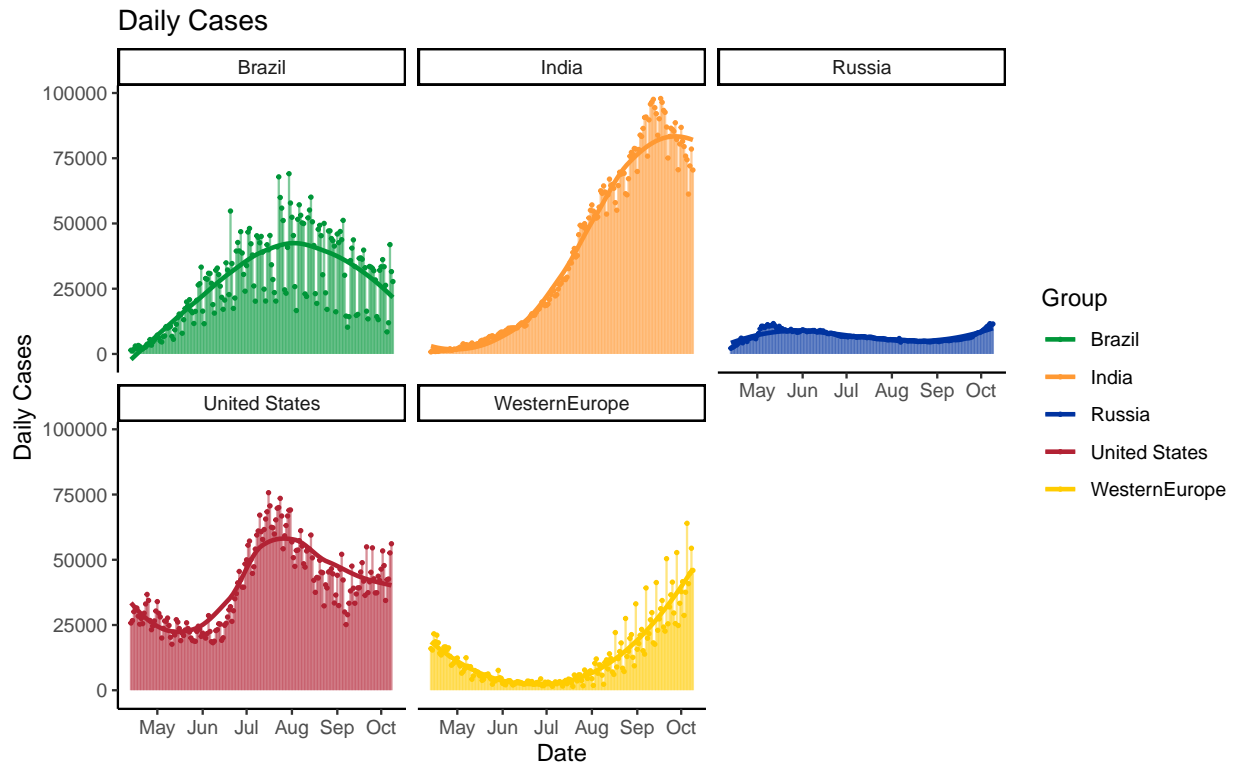 Daily Cases
Brazil
India
Russia
100000
75000
50000
25000
0
May Jun Jul Aug Sep Oct
United States
WesternEurope
100000
75000
50000
25000
0
May Jun Jul Aug Sep Oct
May Jun Jul Aug Sep Oct
Daily Cases
Date
Group
Brazil
India
Russia
United States
WesternEurope